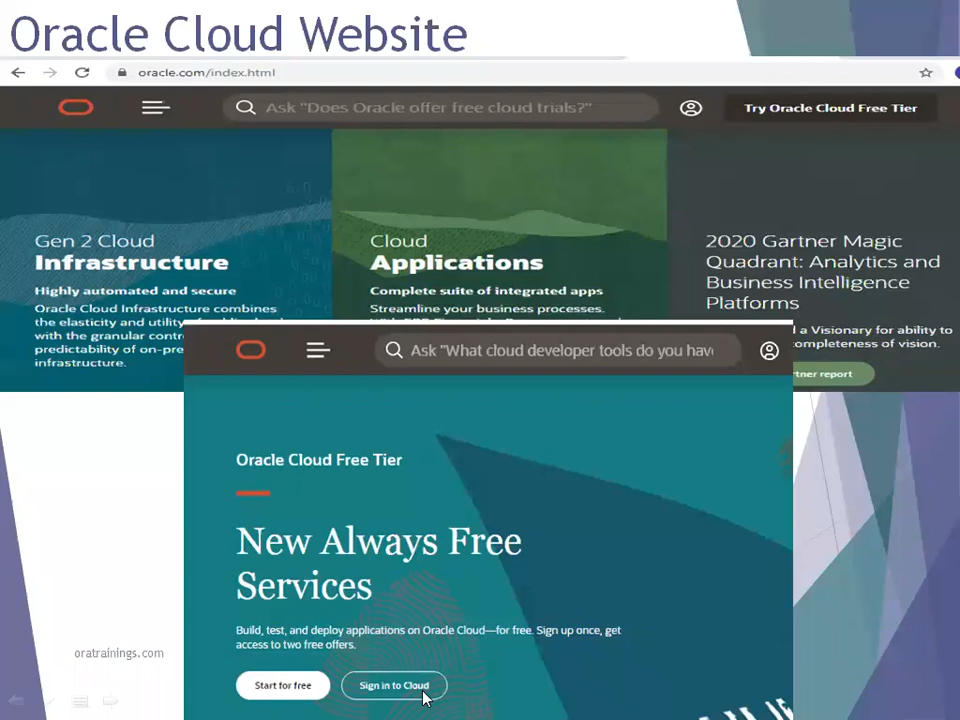 Oracle Cloud Website
oracle.com/index.html
Ask "Does Oracle offer free cloud trials?"
Try Oracle Cloud Free Tier
Gen 2 Cloud
Infrastructure
Highly automated and secure
Oracle Cloud Infrastructure combines
the elasticity and utility
with the granular
predictability of on-pre
infrastructure.
Cloud
Applications
Complete suite of integrated apps
Streamline your business processes.
2020 Gartner Magic
Quadrant: Analytics and
Business Intelligence
Platforms
d a Visionary for ability to
completeness of vision.
rtner report
Ask "What cloud developer tools do you hav
Oracle Cloud Free Tier
New Always Free
Services
Build, test, and deploy applications on Oracle Cloud—for free. Sign up once, get
access to two free offers.
Start for free
Sign in to Cloud
oratrainings.com